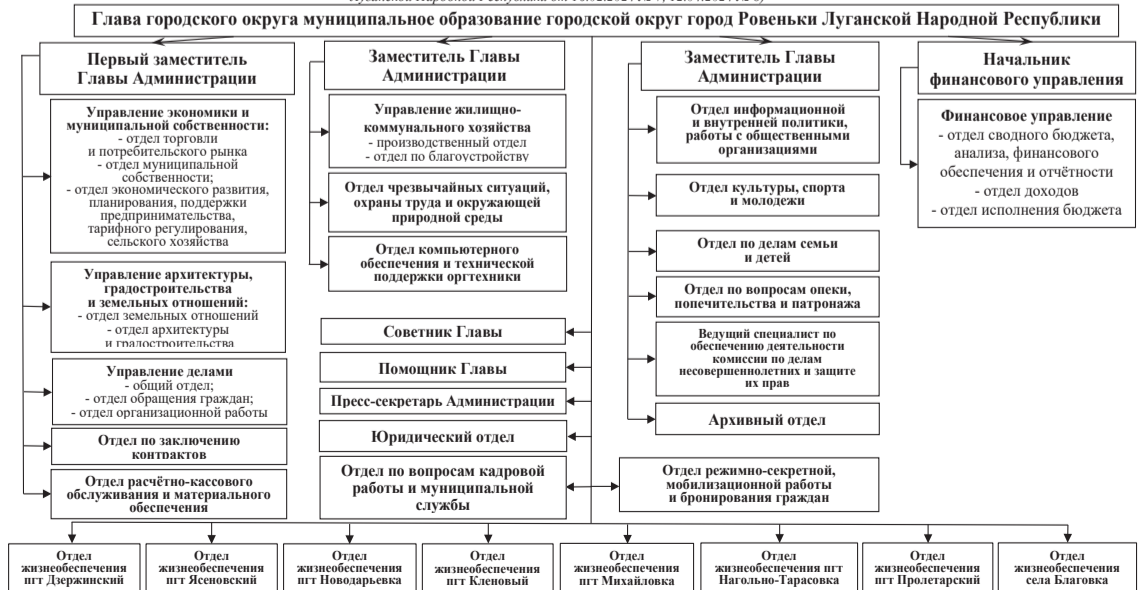 Глава городского округа муниципальное образование городской округ город Ровеньки Луганской Народной Республики
Первый заместитель
Главы Администрации
Управление экономики и
муниципальной собственности:
- отдел торговли
и потребительского рынка
- отдел муниципальной
собственности;
- отдел экономического развития,
планирования, поддержки
предпринимательства,
тарифного регулирования,
сельского хозяйства
Управление архитектуры,
градостроительства
и земельных отношений:
- отдел земельных отношений
- отдел архитектуры
и градостроительства
Управление делами
- общий отдел;
- отдел обращения граждан;
- отдел организационной работы
Отдел по заключению
контрактов
Отдел расчётно-кассового
обслуживания и материального
обеспечения
Заместитель Главы
Администрации
Управление жилищно-
коммунального хозяйства
- производственный отдел
- отдел по благоустройству
Отдел чрезвычайных ситуаций,
охраны труда и окружающей
природной среды
Отдел компьютерного
обеспечения и технической
поддержки оргтехники
Советник Главы
Помощник Главы
Пресс-секретарь Администрации
Юридический отдел
Отдел по вопросам кадровой
работы и муниципальной
службы
Заместитель Главы
Администрации
Отдел информационной
и внутренней политики,
работы с общественными
организациями
Отдел культуры, спорта
и молодежи
Отдел по делам семьи
и детей
Отдел по вопросам опеки,
попечительства и патронажа
Ведущий специалист по
обеспечению деятельности
комиссии по делам
несовершеннолетних и защите
их прав
Архивный отдел
Отдел режимно-секретной,
мобилизационной работы
и бронирования граждан
Начальник
финансового управления
Финансовое управление
- отдел сводного бюджета,
анализа, финансового
обеспечения и отчётности
- отдел доходов
- отдел исполнения бюджета
Отдел
жизнеобеспечения
пгт Дзержинский
Отдел
жизнеобеспечения
пгт Ясеновский
Отдел
жизнеобеспечения
пгт Новодарьевка
Отдел
жизнеобеспечения
пгт Кленовый
Отдел
жизнеобеспечения
пгт Михайловка
Отдел
жизнеобеспечения пгт
Нагольно-Тарасовка
Отдел
жизнеобеспечения
пгт Пролетарский
Отдел
жизнеобеспечения
села Благовка